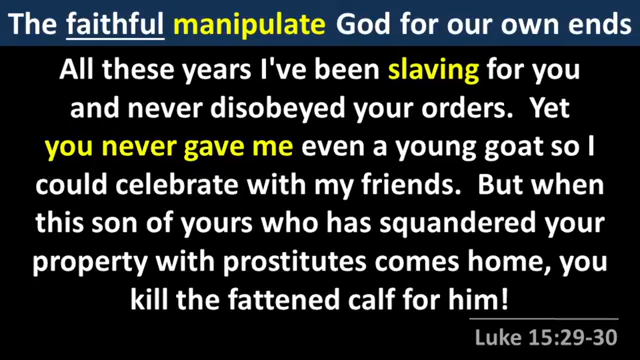 The faithful manipulate God for our own ends
All these years I've been slaving for you
and never disobeyed your orders. Yet
you never gave me even a young goat so I
could celebrate with my friends. But when
this son of yours who has squandered your
property with prostitutes comes home, you
kill the fattened calf for him!
Luke 15:29-30